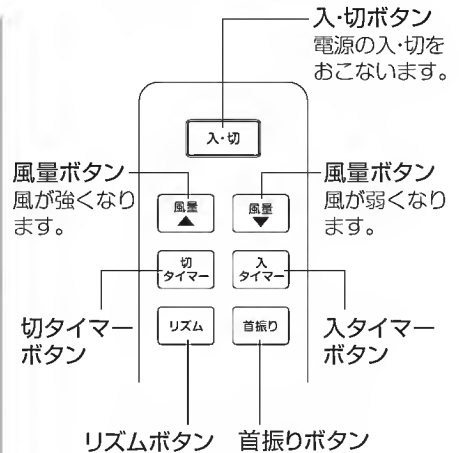 入・切ボタン
電源の入・切を
おこないます。
入・切
風量ボタン
風が強くなり
ます。
風量ボタン
風が弱くなり
ます。
風量
▲
風量
▼
切
タイマー
入
タイマー
切タイマー
ボタン
リズム
首振り
入タイマー
ボタン
リズムボタン
首振りボタン